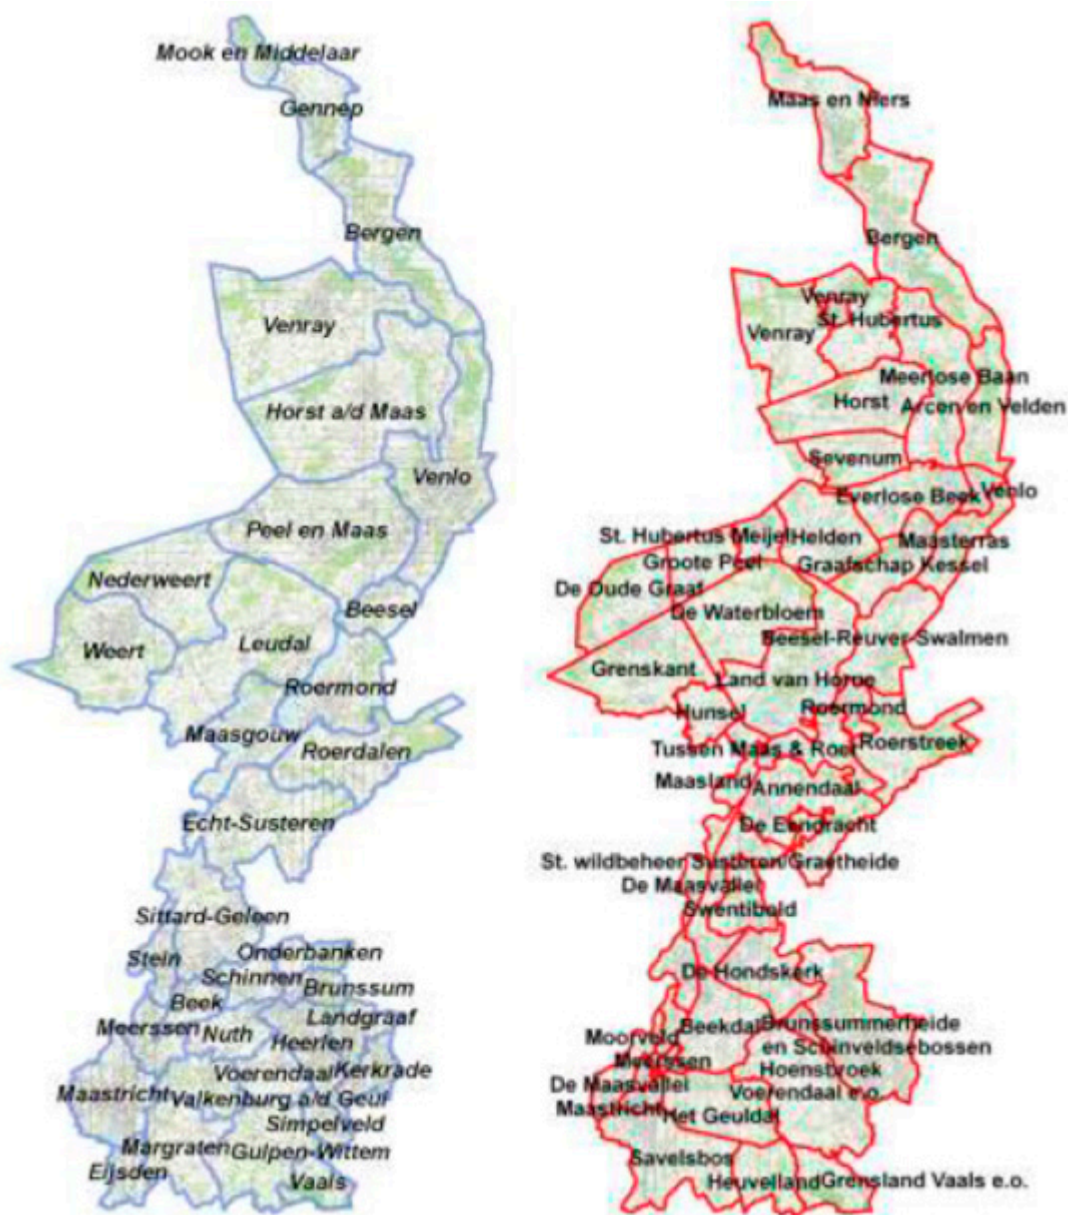 Mook en Middelaar
Gennep
Bergen
Venray
Horst a/d Maas
Venlo
Peel en Maas
Nederweert
Beesel
Weert
Leudal
Roermond
Maasgouw
Roerdalen
Echt-Susteren
Sittard-Geleen
Stein
Onderbanken
Schinnen
Brunssum
Beek
Landgraaf
Meerssen
Nuth
Heerlen
Voerendaal
Kerkrade
Maastricht
Valkenburg a/d Geul
Simpelveld
Margraten
Gulpen-Wittem
Eijsden
Vaals
Maas en Niers
Bergen
Venray
St. Hubertus
Venray
Meerlose Baan
Horst
Arcen en Velden
Sevenum
Everlose Beek
Venlo
St. Hubertus Meijel
Helden
Maasterras
Groote Peel
Graafschap Kessel
De Oude Graaf
De Waterbloem
Beesel-Reuver-Swalmen
Grenskant
Land van Horne
Hunsel
Roermond
Tussen Maas & Roer
Roerstreek
Maasland
Annendaal
De Eendracht
St. wildbeheer Susteren/Graetheide
De Maasvallei
Swentibold
De Hondskerk
Beekdal
Brunssummerheide
en Schinveldsebossen
Moorveld
Meerssen
Hoensbroek
De Maasvallei
Voerendaal e.o.
Maastricht
Het Geuldal
Savelsbos
Heuvelland
Grensland Vaals e.o.